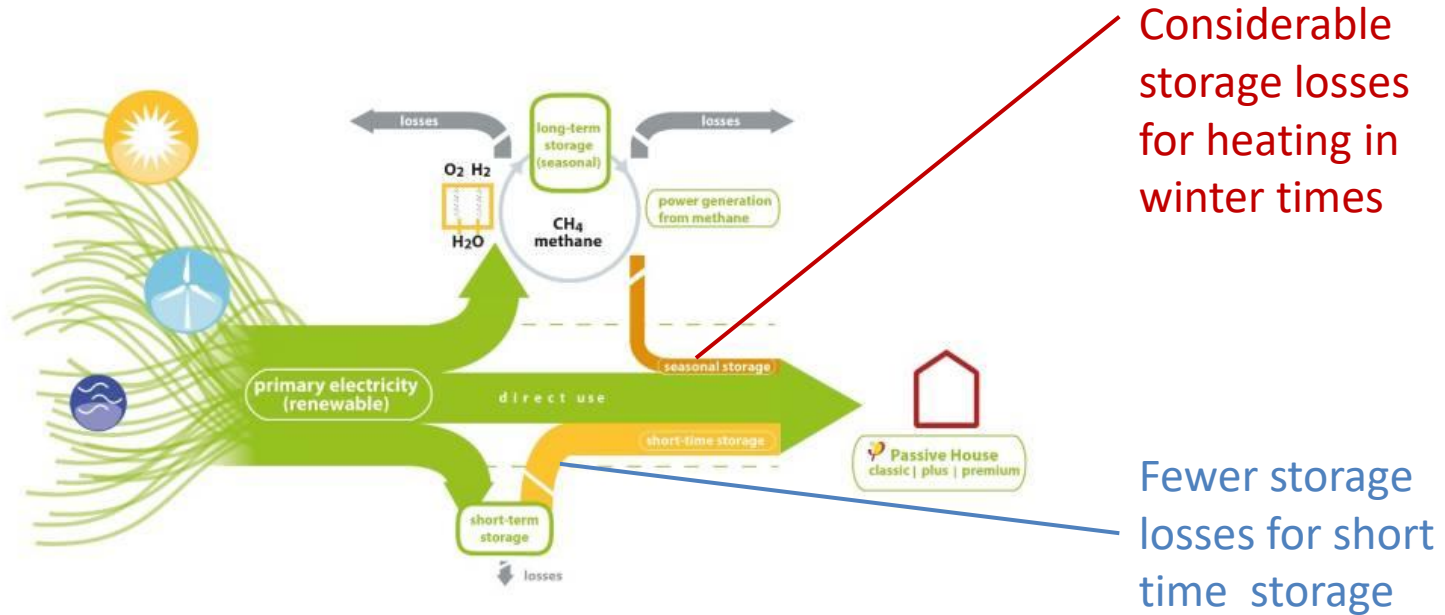 Considerable
storage losses
for heating in
winter times
losses
losses
long-term
storage
(seasonal)
O2 H2
H2O
CH4
methane
power generation
from methane
primary electricity
(renewable)
direct use
seasonal storage
short-time storage
Passive House
classic | plus | premium
short-term
storage
losses
Fewer storage
losses for short
time storage